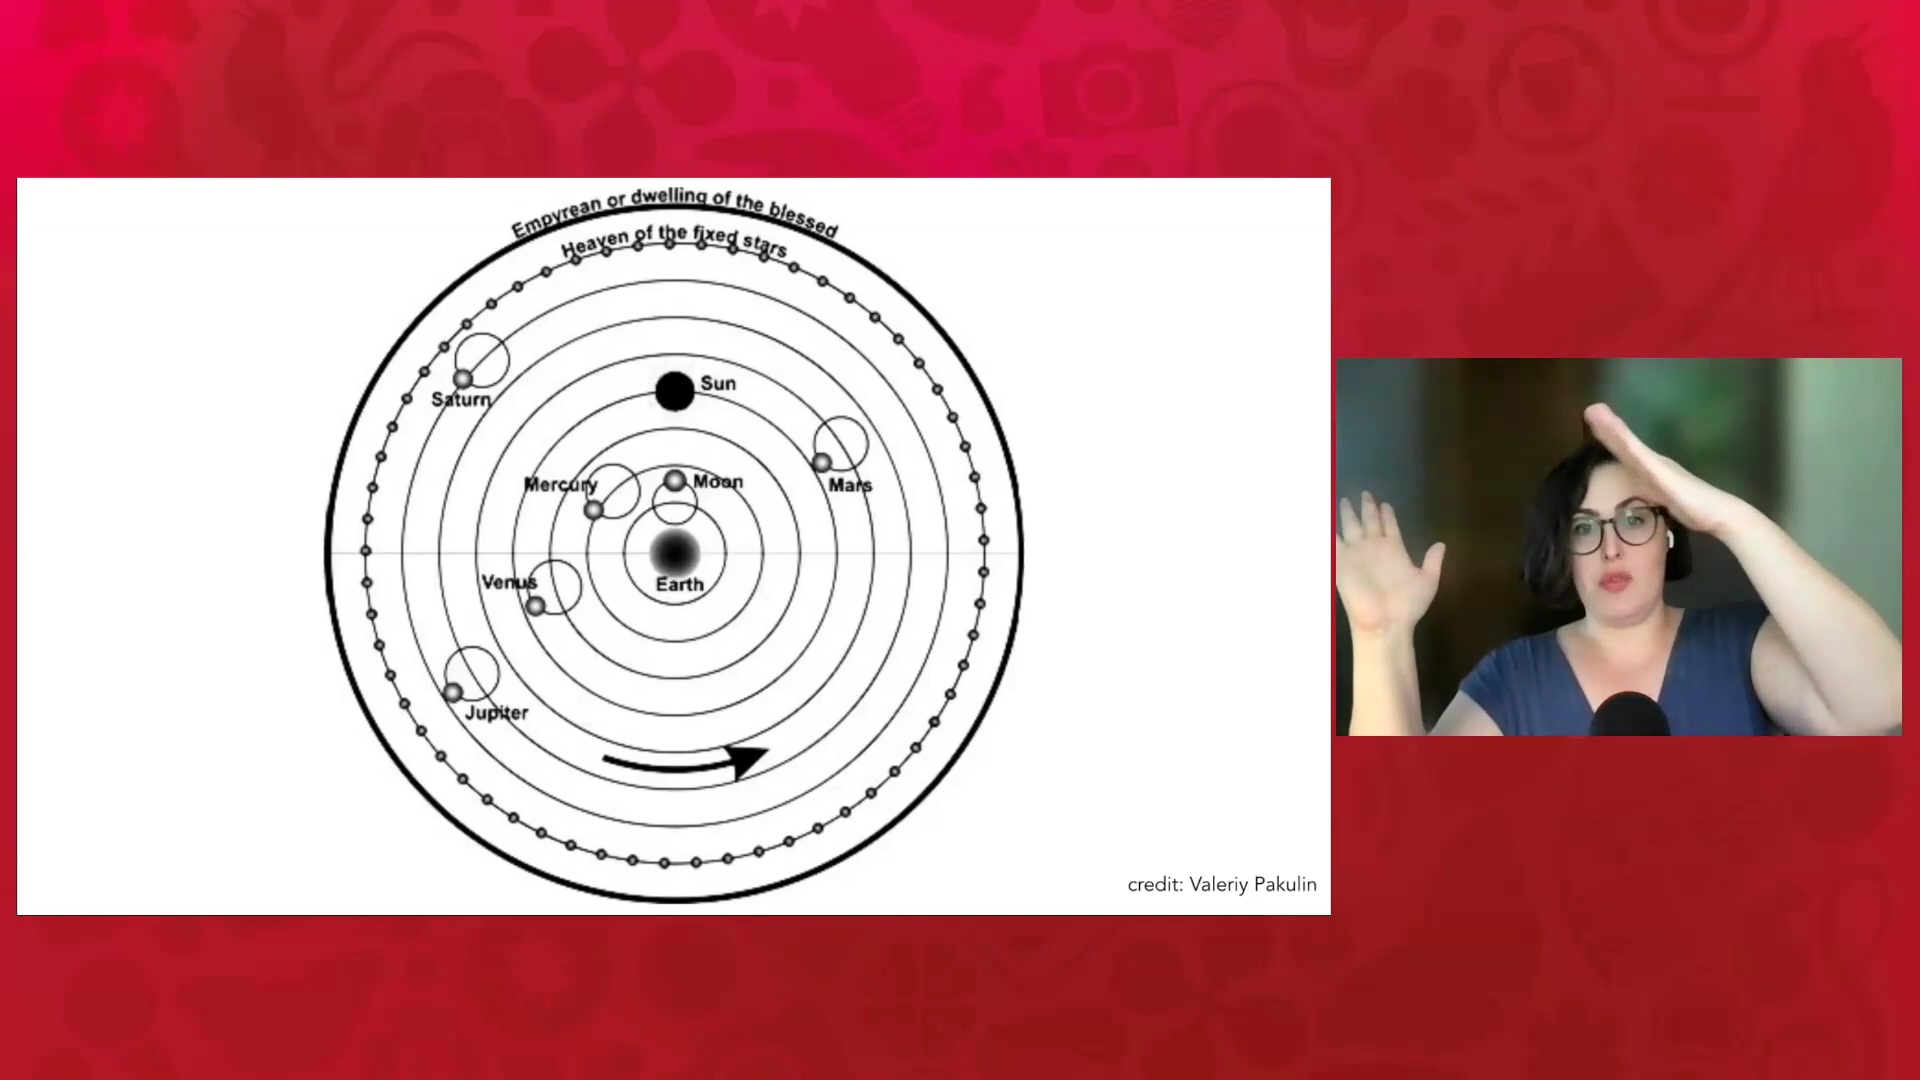 Empyrean or dwelling of the blessed
Heaven of the fixed stars
Sun
Saturn
Mercury
Moon
Mars
Venus
Earth
Jupiter
credit: Valeriy Pakulin